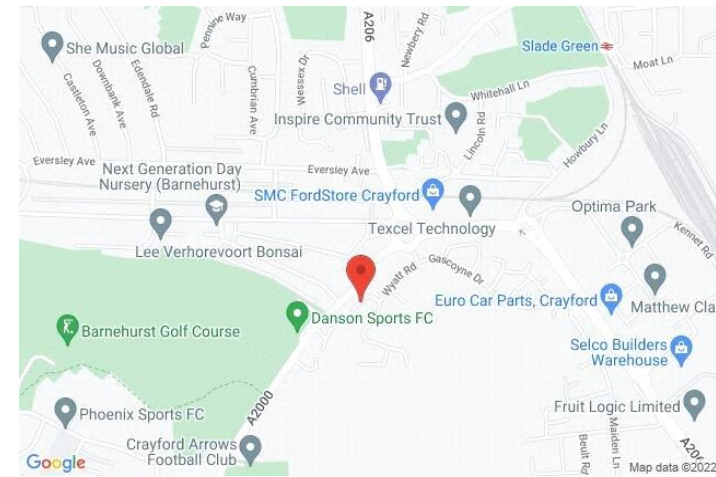 Pennine Way
A206
Newbery Rd
She Music Global
Slade Green
Moat Ln
Castleton Ave
Downbank Ave
Edendale Rd
Cumbrian Ave
Wessex Dr
Shell
Whitehall Ln
Inspire Community Trust
Lincoln Rd
Howbury Ln
Eversley Ave
Eversley Ave
Next Generation Day
Nursery (Barnehurst)
SMC FordStore Crayford
Optima Park
Texcel Technology
Kennet Rd
Lee Verhorevoort Bonsai
Gascoyne Dr
Wyatt Rd
Euro Car Parts, Crayford
Matthew Cla
Danson Sports FC
Barnehurst Golf Course
Selco Builders
Warehouse
A2000
Phoenix Sports FC
Fruit Logic Limited
Crayford Arrows
Football Club
Beult Rd
Maiden Ln
A206
Google
Map data ©2022